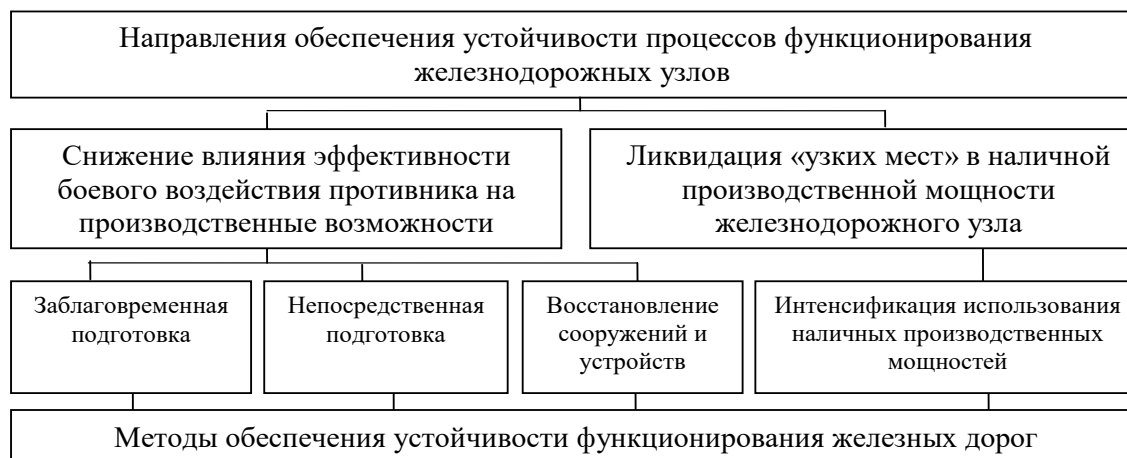 Направления обеспечения устойчивости процессов функционирования
железнодорожных узлов
Снижение влияния эффективности
боевого воздействия противника на
производственные возможности
Ликвидация «узких мест» в наличной
производственной мощности
железнодорожного узла
Заблаговременная
подготовка
Непосредственная
подготовка
Восстановление
сооружений и
устройств
Интенсификация использования
наличных производственных
мощностей
Методы обеспечения устойчивости функционирования железных дорог